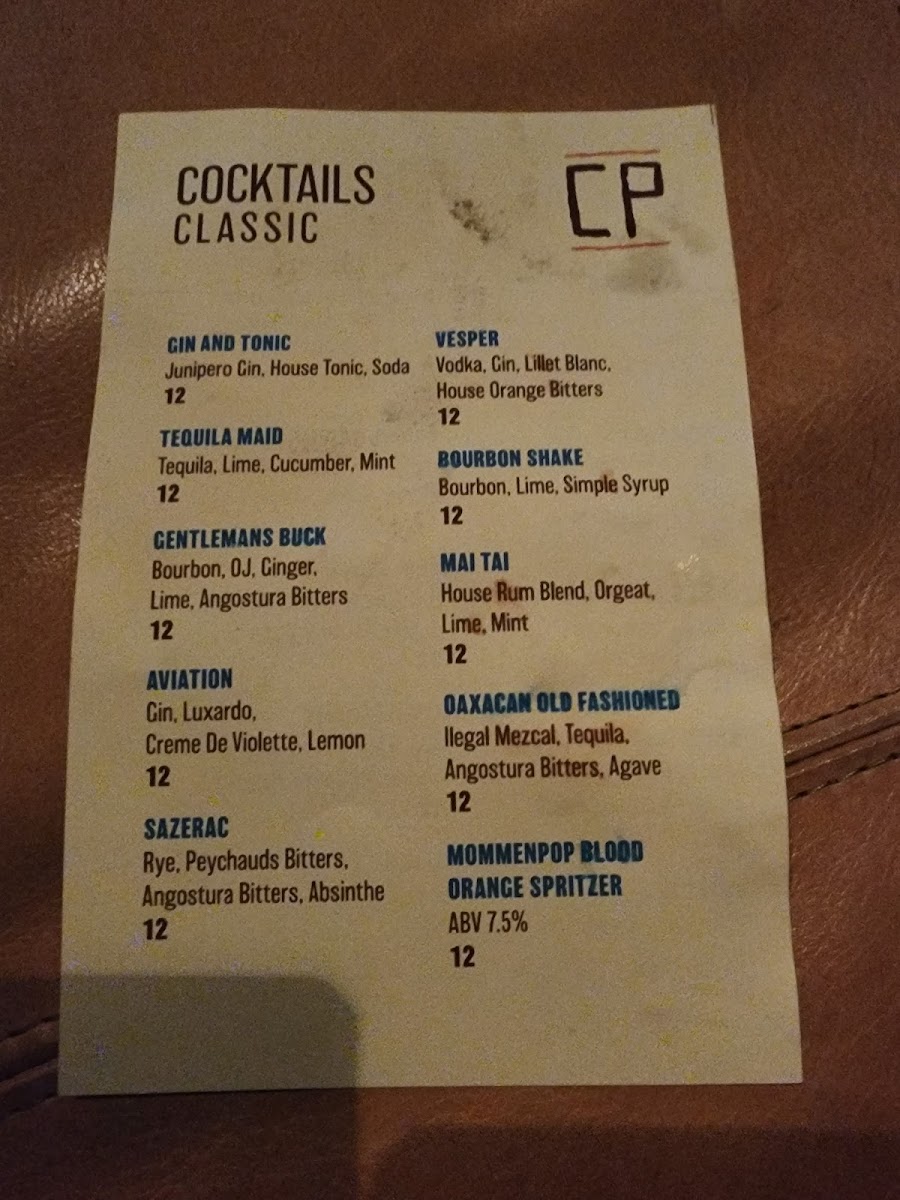 COCKTAILS
CLASSIC
CP
GIN AND TONIC
Junipero Gin, House Tonic, Soda
12
TEQUILA MAID
Tequila, Lime, Cucumber, Mint
12
GENTLEMANS BUCK
Bourbon, OJ, Ginger,
Lime, Angostura Bitters
12
AVIATION
Gin, Luxardo,
Creme De Violette, Lemon
12
SAZERAC
Rye, Peychauds Bitters,
Angostura Bitters, Absinthe
12
VESPER
Vodka, Gin, Lillet Blanc,
House Orange Bitters
12
BOURBON SHAKE
Bourbon, Lime, Simple Syrup
12
MAI TAI
House Rum Blend, Orgeat,
Lime, Mint
12
OAXACAN OLD FASHIONED
Ilegal Mezcal, Tequila,
Angostura Bitters, Agave
12
MOMMENPOP BLOOD
ORANGE SPRITZER
ABV 7.5%
12